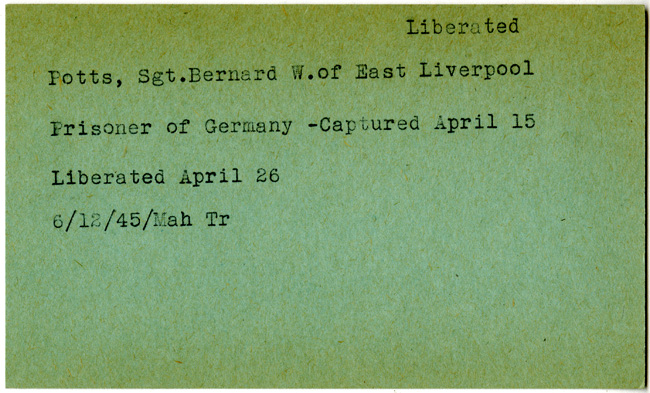 Liberated
Potts, Sgt.Bernard W.of East Liverpool
Prisoner of Germany -Captured April 15
Liberated April 26
6/12/45/Mah Tr